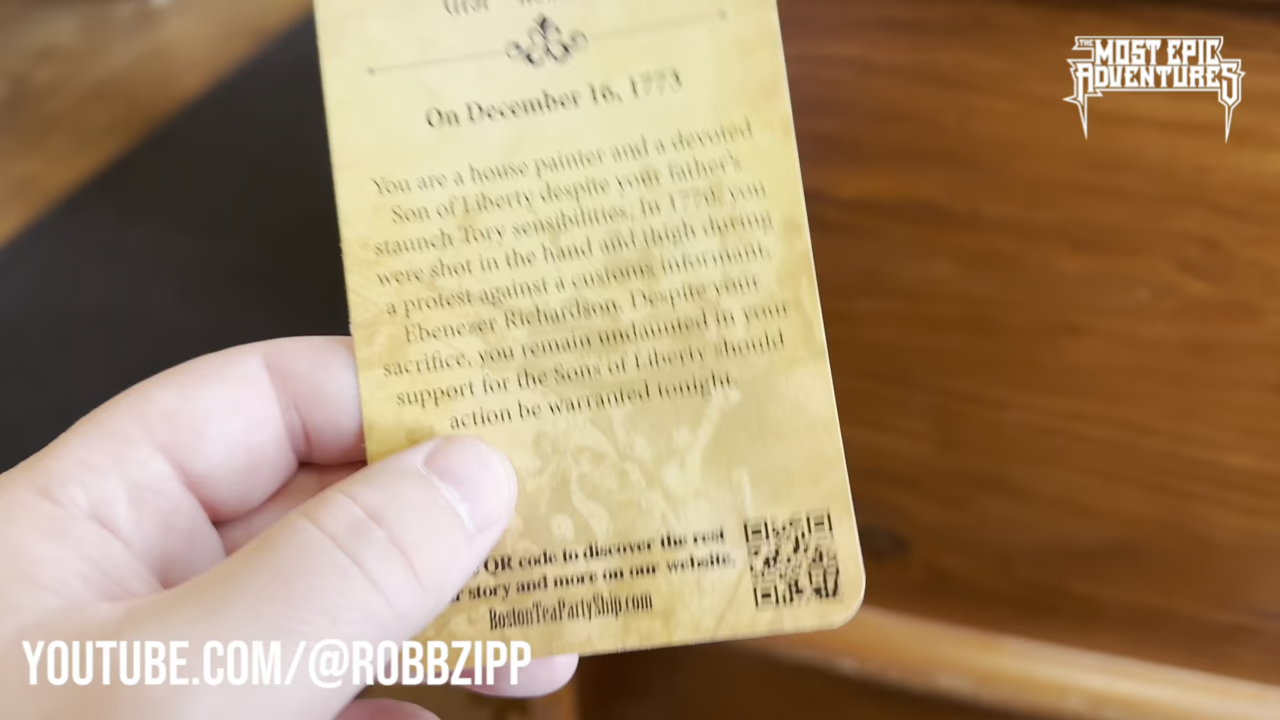 THE
MOST EPIC
ADVENTURES
On December 16, 1773
You are a house painter and a devoted
Son of Liberty despite your father's
staunch Tory sensibilities. In 1770, you
were shot in the hand and thigh during
a protest against a customs informant,
Ebenezer Richardson. Despite your
sacrifice, you remain undaunted in your
support for the Sons of Liberty should
action be warranted tonight.
QR code to discover the rest
story and more on our website,
BostonTeaPartyShip.com
YOUTUBE.COM/@ROBBZIPP